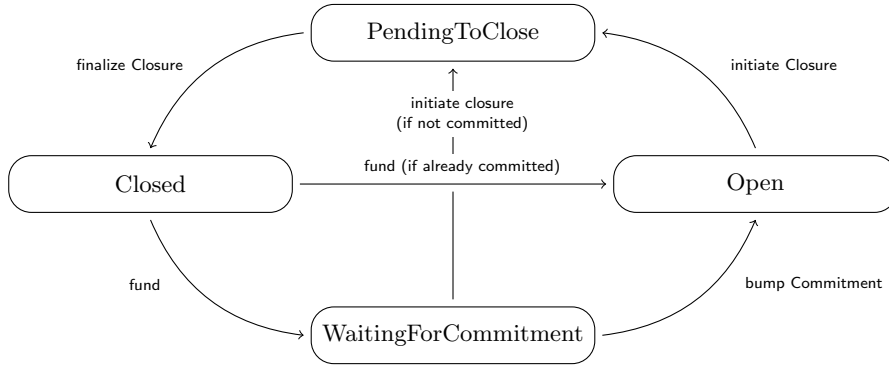 PendingToClose
finalize Closure
initiate Closure
initiate closure
(if not committed)
fund (if already committed)
Closed
Open
fund
bump Commitment
WaitingForCommitment